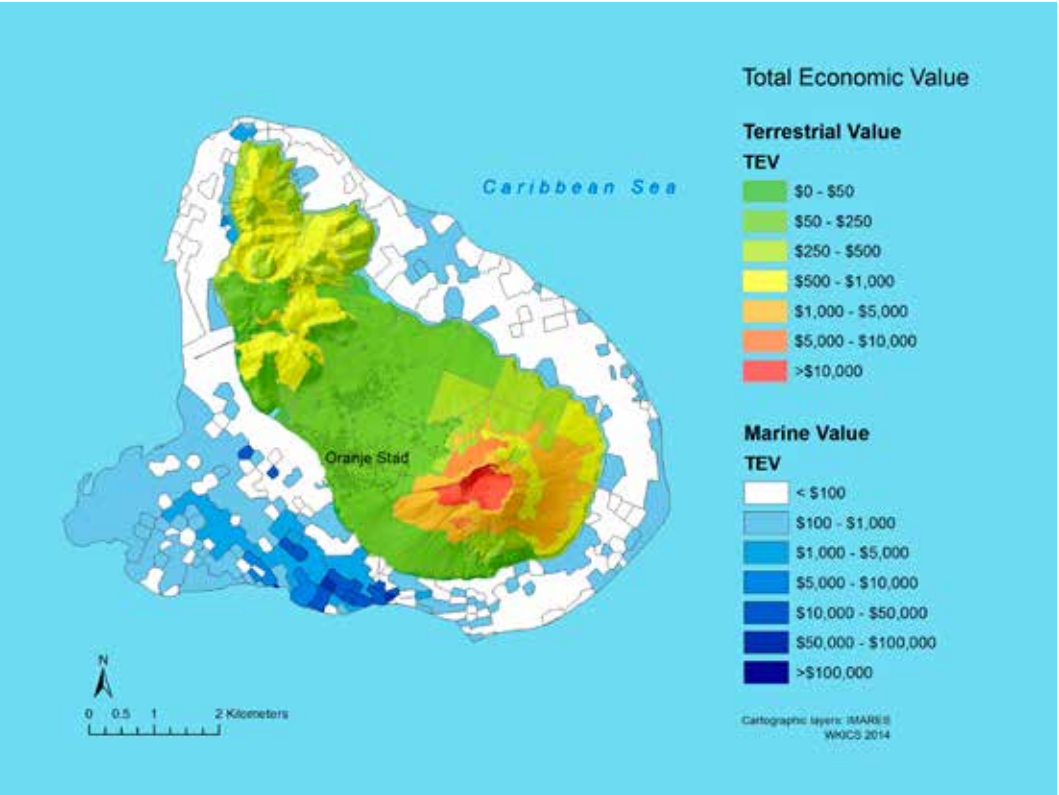 Total Economic Value
Caribbean Sea
Terrestrial Value
TEV
$0 - $50
$50 - $250
$250 - $500
$500 - $1,000
$1,000 - $5,000
$5,000 - $10,000
>$10,000
Oranje Stad
Marine Value
TEV
< $100
$100 - $1,000
$1,000 - $5,000
$5,000 - $10,000
$10,000 - $50,000
$50,000 - $100,000
>$100,000
N
0 0.5 1 2 Kilometers
Cartographic layers: IMARES
WKICS 2014